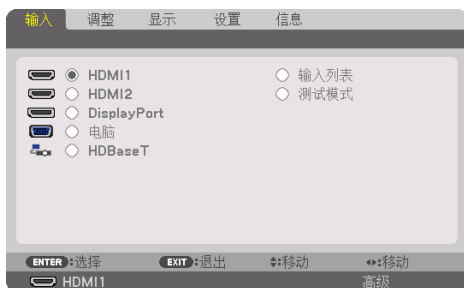 输入 调整 显示 设置 信息
HDMI1 输入列表
HDMI2 测试模式
DisplayPort
电脑
HDBaseT
ENTER:选择 EXIT:退出 :移动 :移动
HDMI1 高级